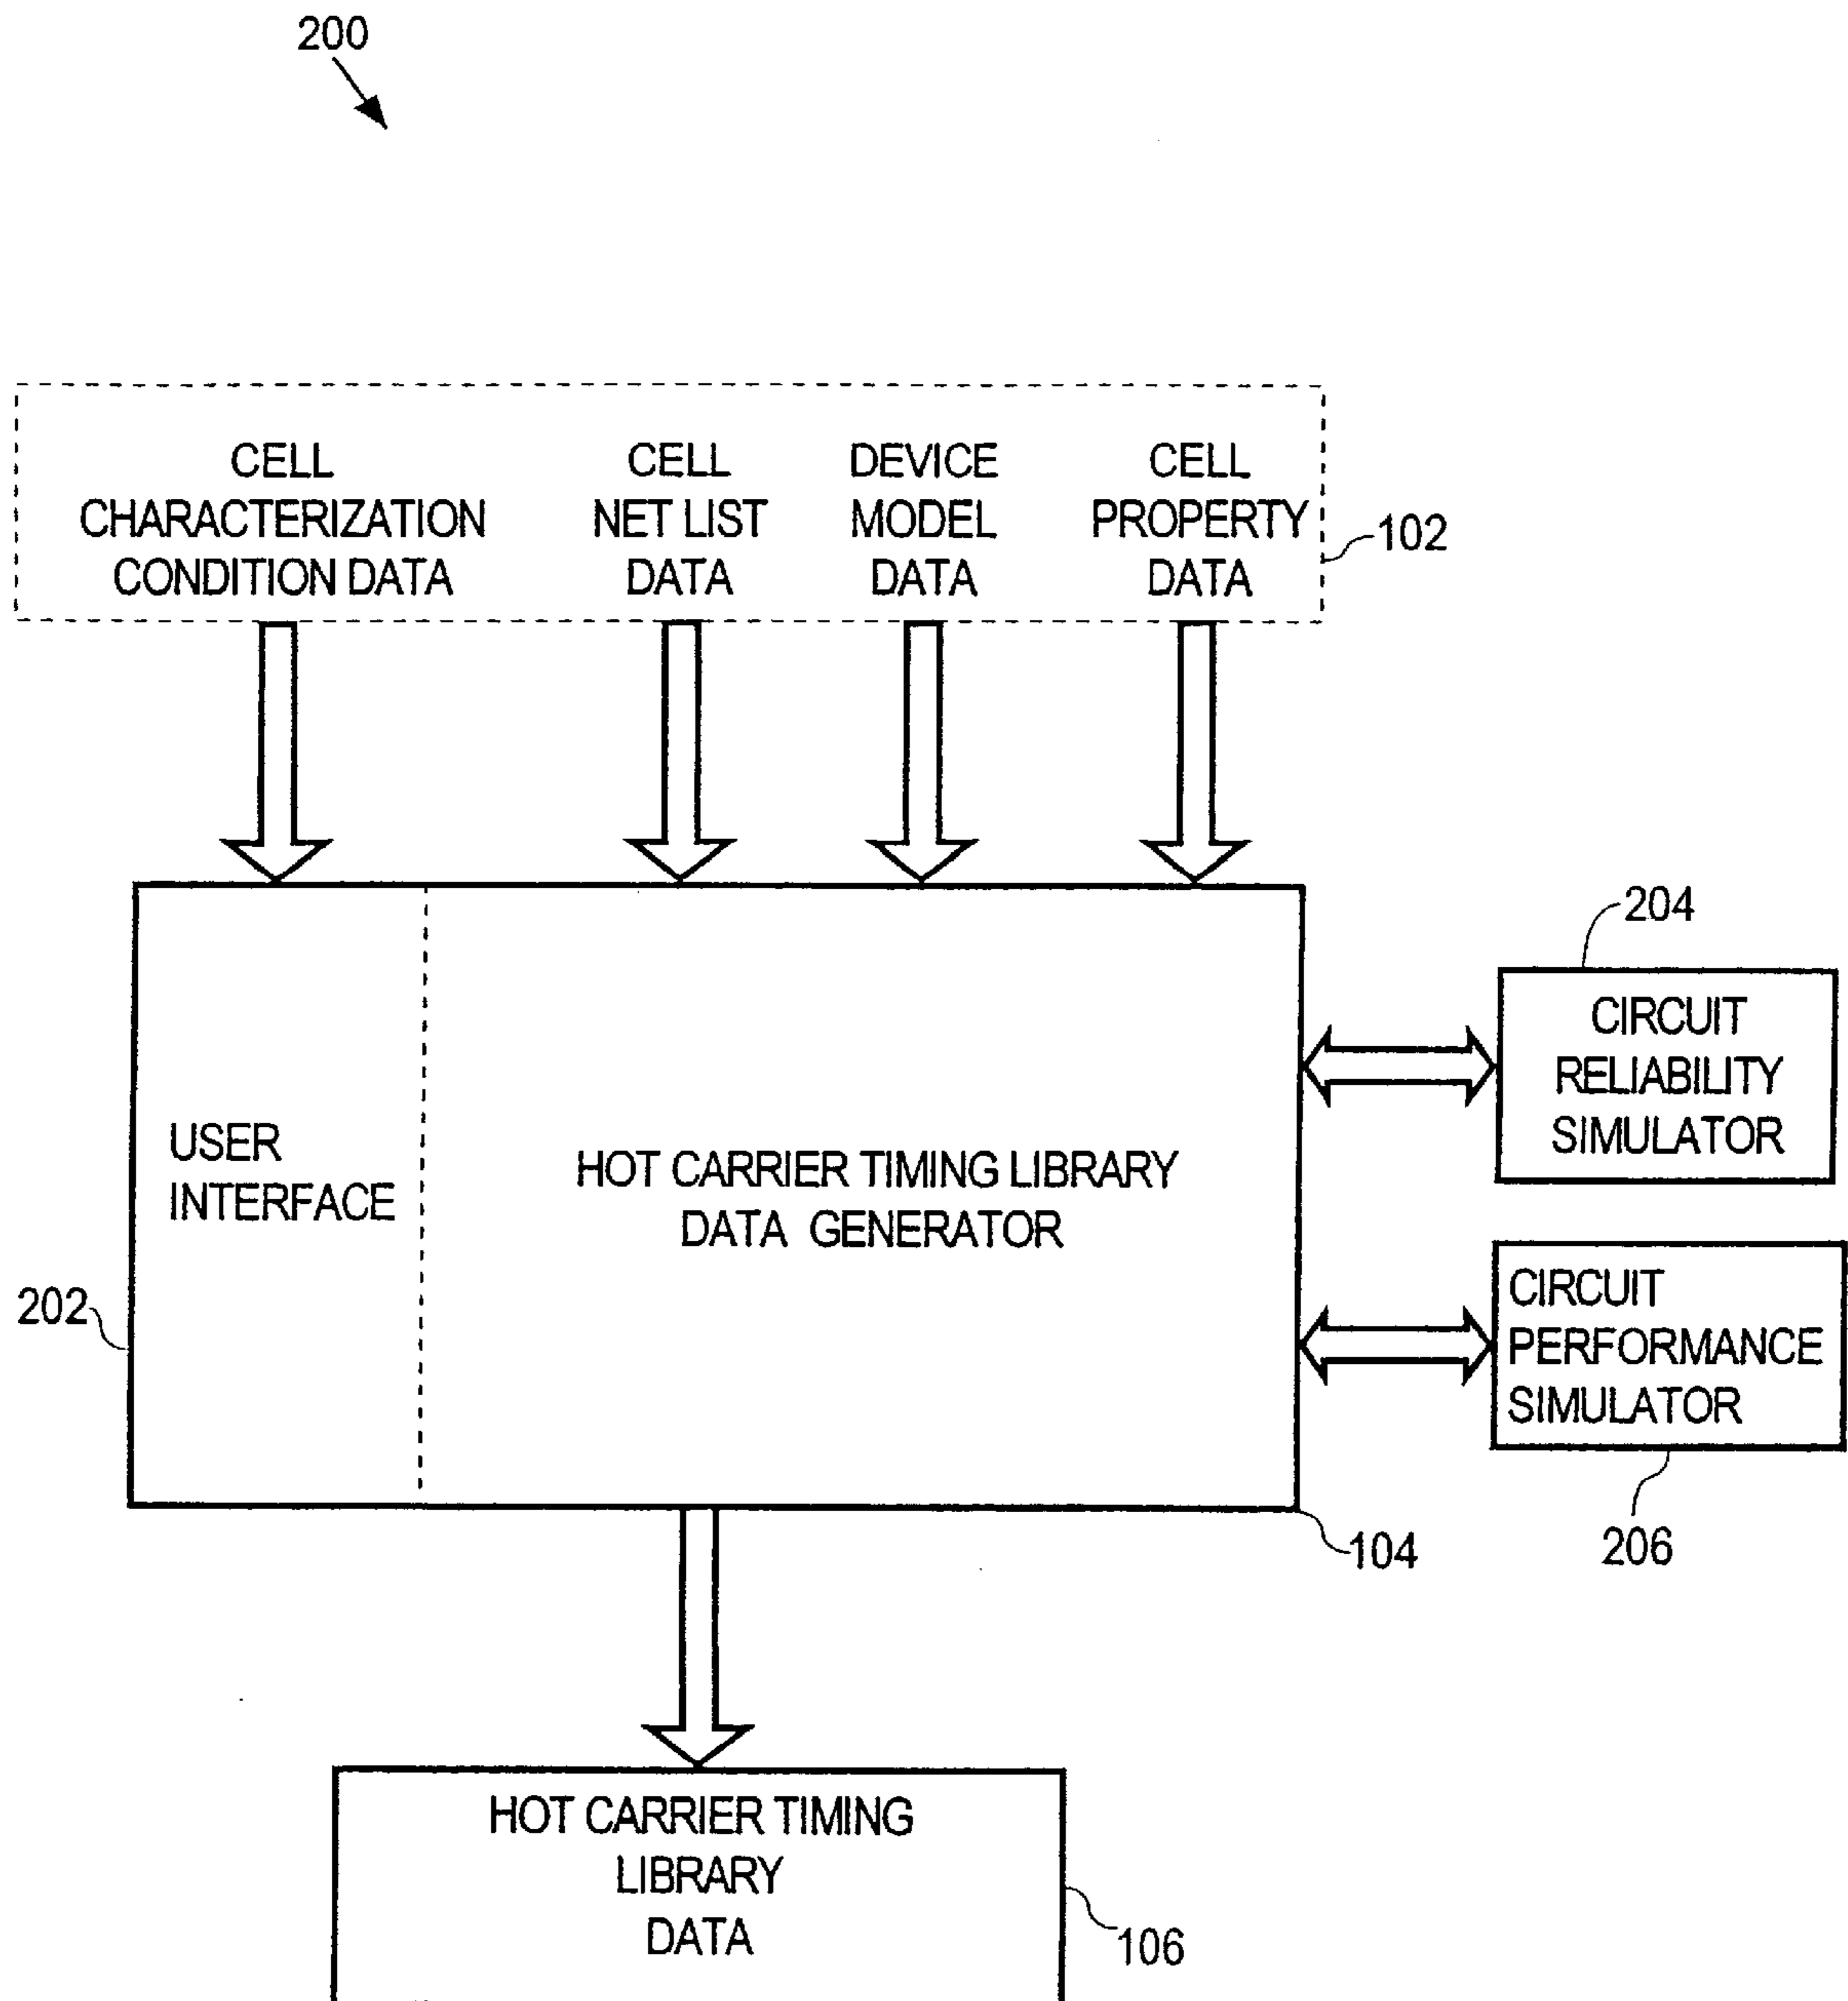 200
CELL
CHARACTERIZATION
CONDITION DATA
CELL
NET LIST
DATA
DEVICE
MODEL
DATA
CELL
PROPERTY
DATA
102
204
CIRCUIT
RELIABILITY
SIMULATOR
USER
INTERFACE
HOT CARRIER TIMING LIBRARY
DATA GENERATOR
202
CIRCUIT
PERFORMANCE
SIMULATOR
104
206
HOT CARRIER TIMING
LIBRARY
DATA
106